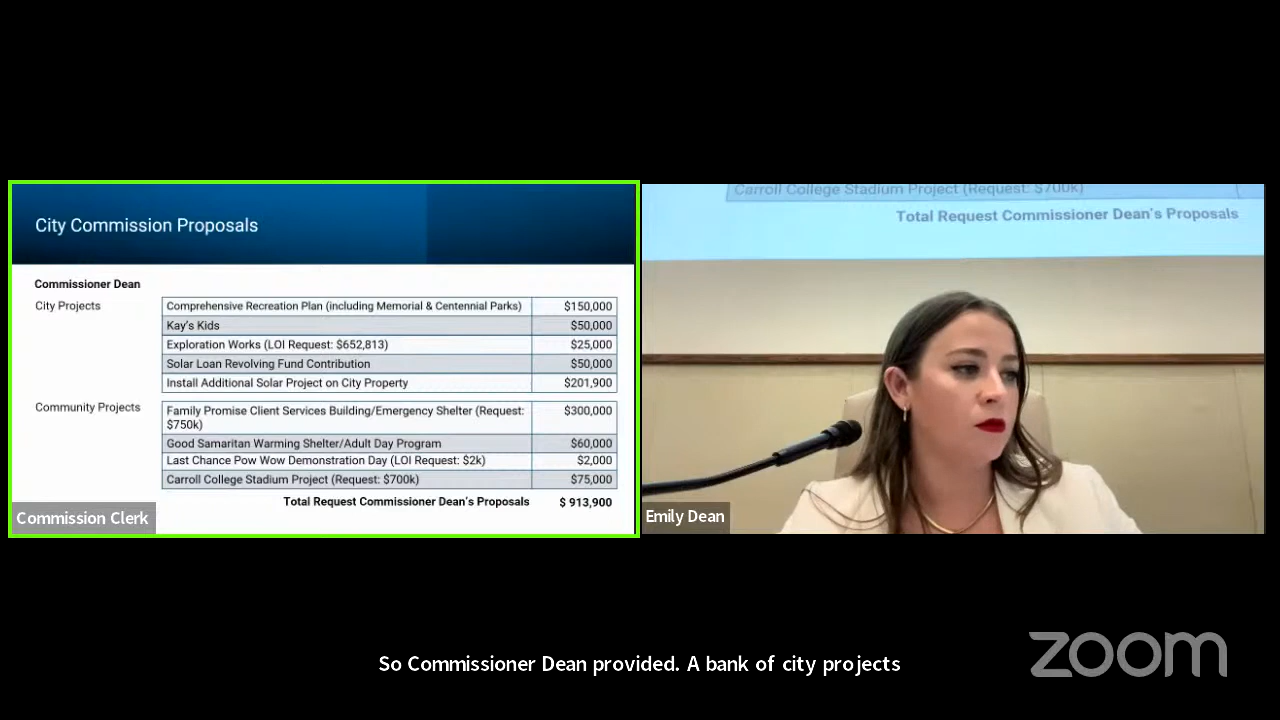 City Commission Proposals
Commissioner Dean
City Projects
Comprehensive Recreation Plan (including Memorial & Centennial Parks) $150,000
Kay's Kids $50,000
Exploration Works (LOI Request: $652,813) $25,000
Solar Loan Revolving Fund Contribution $50,000
Install Additional Solar Project on City Property $201,900
Community Projects
Family Promise Client Services Building/Emergency Shelter (Request:
$750k) $300,000
Good Samaritan Warming Shelter/Adult Day Program $60,000
Last Chance Pow Wow Demonstration Day (LOI Request: $2k) $2,000
Carroll College Stadium Project (Request: $700k) $75,000
Total Request Commissioner Dean's Proposals $ 913,900
Commission Clerk
Carroll College Stadium Project (Request: $700k)
Total Request Commissioner Dean's Proposals
Emily Dean
So Commissioner Dean provided. A bank of city projects
zoom